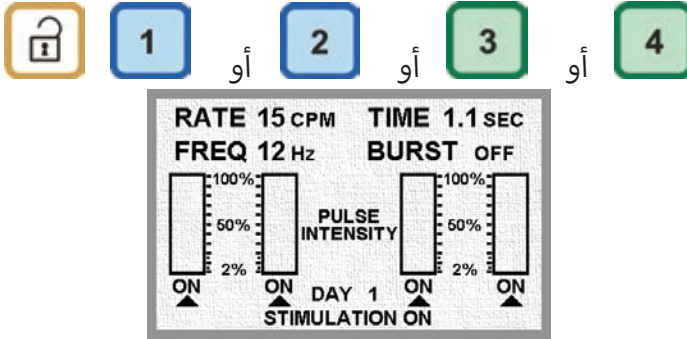 1 أو 2 أو 3 أو 4
RATE 15 CPM TIME 1.1 SEC
FREQ 12 Hz BURST OFF
100% 100%
50% PULSE INTENSITY 50%
2% 2%
ON ON ON ON
DAY 1
STIMULATION ON